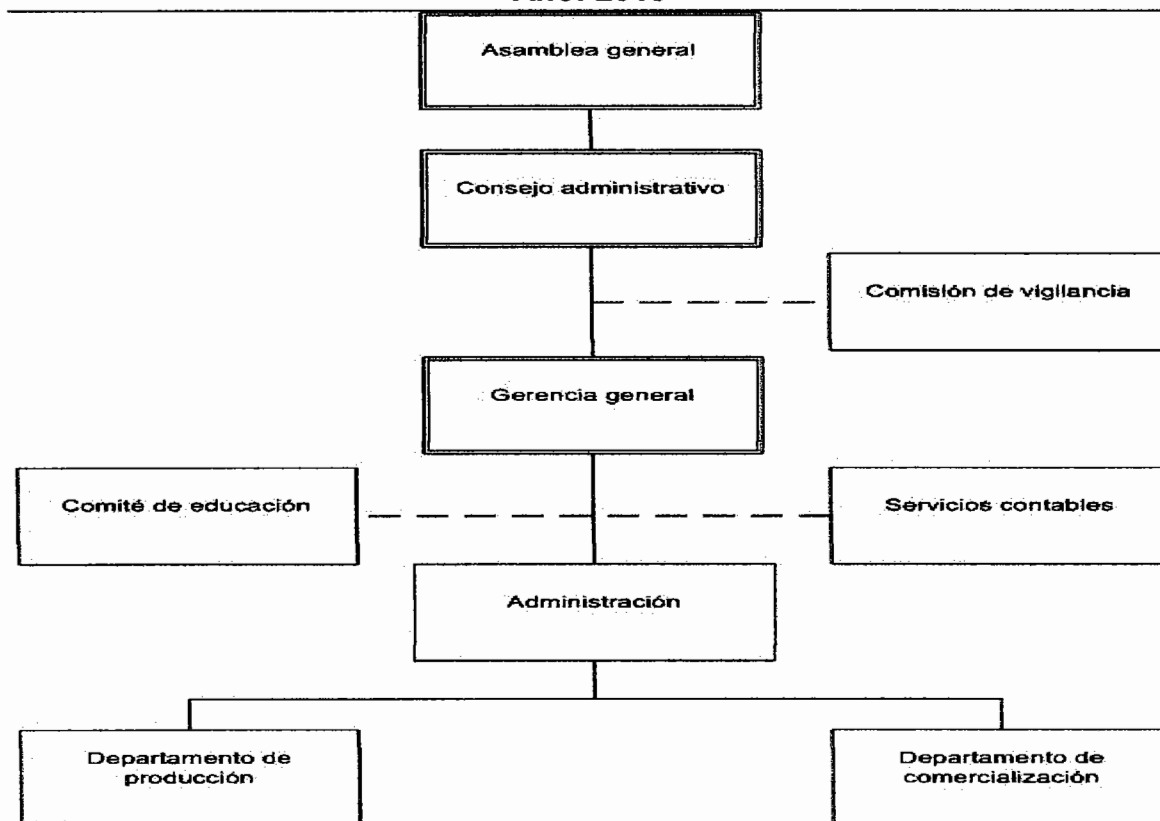 Asamblea general
Consejo administrativo
Comisión de vigilancia
Gerencia general
Comité de educación
Servicios contables
Administración
Departamento de
producción
Departamento de
comercialización